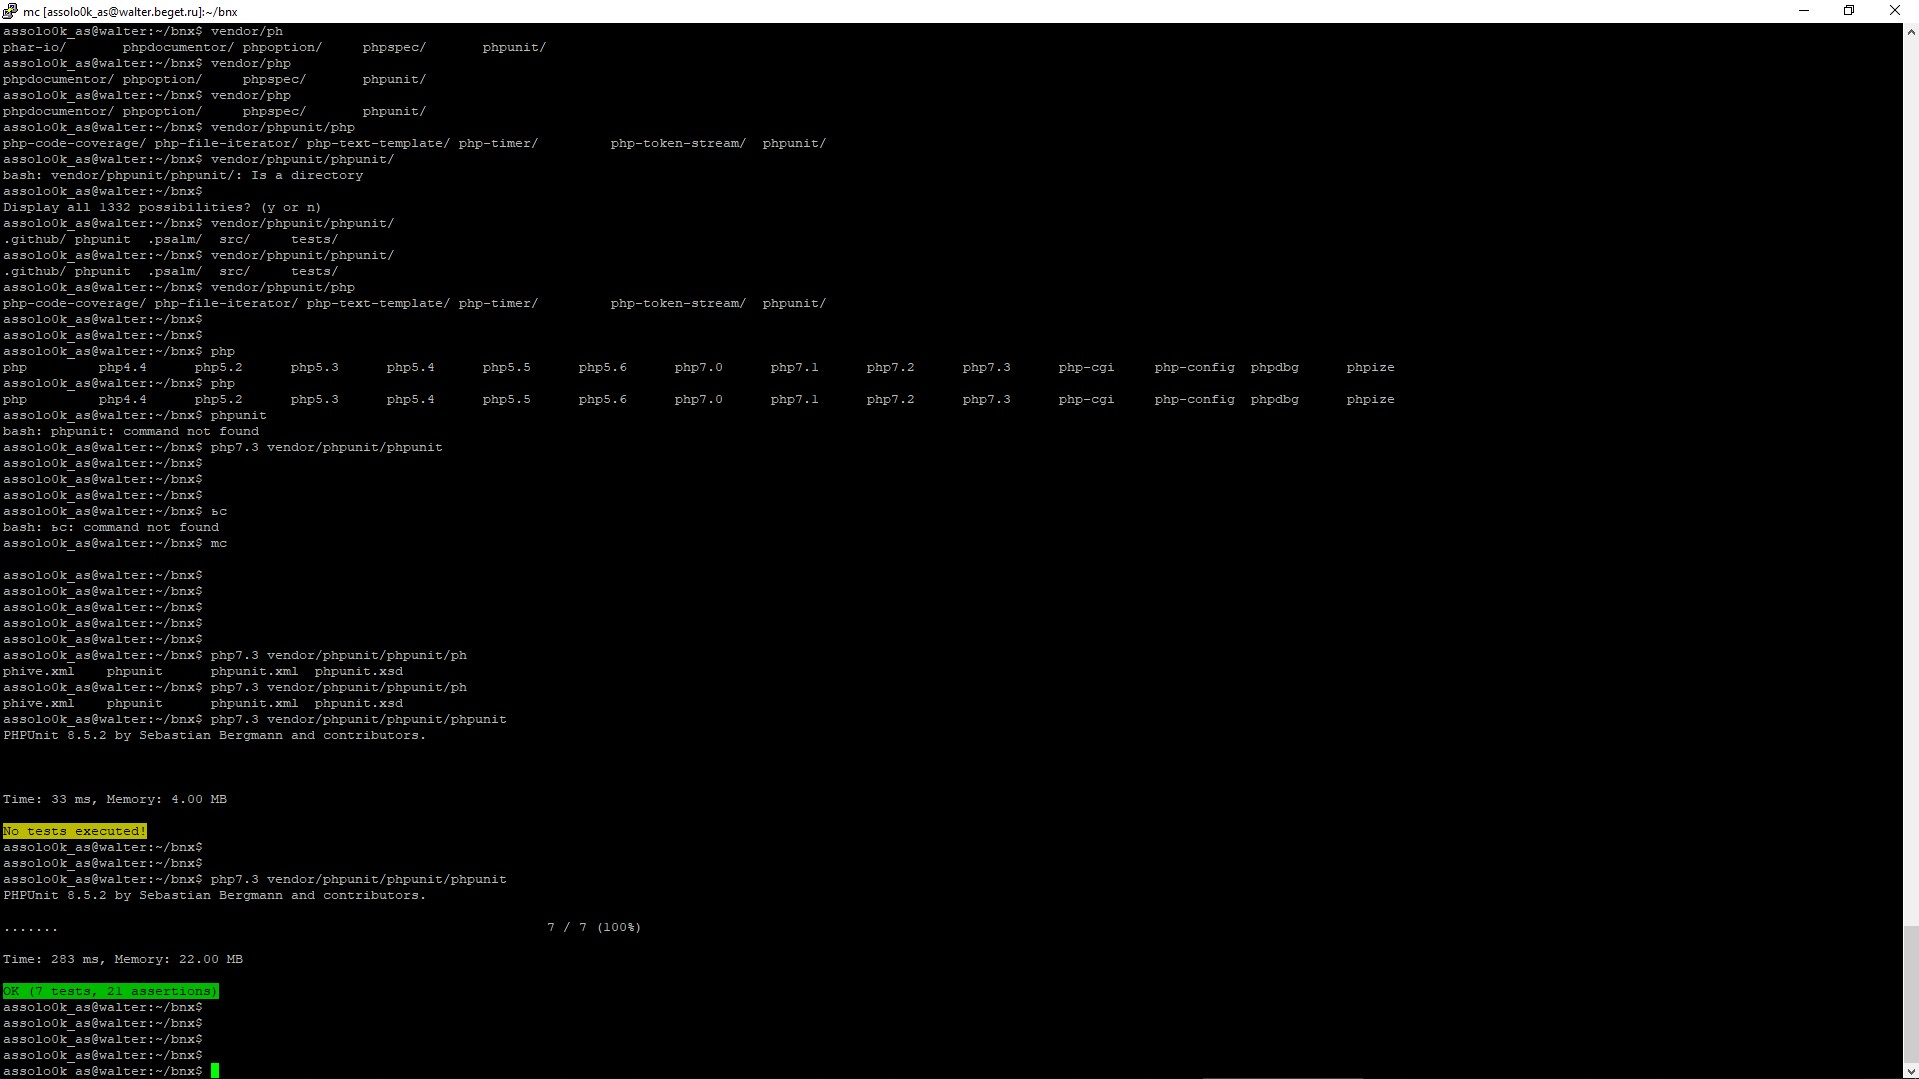 mc [assolo0k_as@walter.beget.ru]:~/bnx
assolo0k_as@walter:~/bnx$ vendor/ph
phar-io/ phpdocumentor/ phpoption/ phpspec/ phpunit/
assolo0k_as@walter:~/bnx$ vendor/php
phpdocumentor/ phpoption/ phpspec/ phpunit/
assolo0k_as@walter:~/bnx$ vendor/php
phpdocumentor/ phpoption/ phpspec/ phpunit/
assolo0k_as@walter:~/bnx$ vendor/phpunit/php
php-code-coverage/ php-file-iterator/ php-text-template/ php-timer/ php-token-stream/ phpunit/
assolo0k_as@walter:~/bnx$ vendor/phpunit/phpunit/
bash: vendor/phpunit/phpunit/: Is a directory
assolo0k_as@walter:~/bnx$
Display all 1332 possibilities? (y or n)
assolo0k_as@walter:~/bnx$ vendor/phpunit/phpunit/
.github/ phpunit .psalm/ src/ tests/
assolo0k_as@walter:~/bnx$ vendor/phpunit/phpunit/
.github/ phpunit .psalm/ src/ tests/
assolo0k_as@walter:~/bnx$ vendor/phpunit/php
php-code-coverage/ php-file-iterator/ php-text-template/ php-timer/ php-token-stream/ phpunit/
assolo0k_as@walter:~/bnx$
assolo0k_as@walter:~/bnx$
assolo0k_as@walter:~/bnx$ php
php php4.4 php5.2 php5.3 php5.4 php5.5 php5.6 php7.0 php7.1 php7.2 php7.3 php-cgi php-config phpdbg phpize
assolo0k_as@walter:~/bnx$ php
php php4.4 php5.2 php5.3 php5.4 php5.5 php5.6 php7.0 php7.1 php7.2 php7.3 php-cgi php-config phpdbg phpize
assolo0k_as@walter:~/bnx$ phpunit
bash: phpunit: command not found
assolo0k_as@walter:~/bnx$ php7.3 vendor/phpunit/phpunit
assolo0k_as@walter:~/bnx$
assolo0k_as@walter:~/bnx$
assolo0k_as@walter:~/bnx$
assolo0k_as@walter:~/bnx$ ьс
bash: ьс: command not found
assolo0k_as@walter:~/bnx$ mc
assolo0k_as@walter:~/bnx$
assolo0k_as@walter:~/bnx$
assolo0k_as@walter:~/bnx$
assolo0k_as@walter:~/bnx$
assolo0k_as@walter:~/bnx$
assolo0k_as@walter:~/bnx$ php7.3 vendor/phpunit/phpunit/ph
phive.xml phpunit phpunit.xml phpunit.xsd
assolo0k_as@walter:~/bnx$ php7.3 vendor/phpunit/phpunit/ph
phive.xml phpunit phpunit.xml phpunit.xsd
assolo0k_as@walter:~/bnx$ php7.3 vendor/phpunit/phpunit/phpunit
PHPUnit 8.5.2 by Sebastian Bergmann and contributors.
Time: 33 ms, Memory: 4.00 MB
No tests executed!
assolo0k_as@walter:~/bnx$
assolo0k_as@walter:~/bnx$
assolo0k_as@walter:~/bnx$ php7.3 vendor/phpunit/phpunit/phpunit
PHPUnit 8.5.2 by Sebastian Bergmann and contributors.
....... 7 / 7 (100%)
Time: 283 ms, Memory: 22.00 MB
OK (7 tests, 21 assertions)
assolo0k_as@walter:~/bnx$
assolo0k_as@walter:~/bnx$
assolo0k_as@walter:~/bnx$
assolo0k_as@walter:~/bnx$
assolo0k_as@walter:~/bnx$